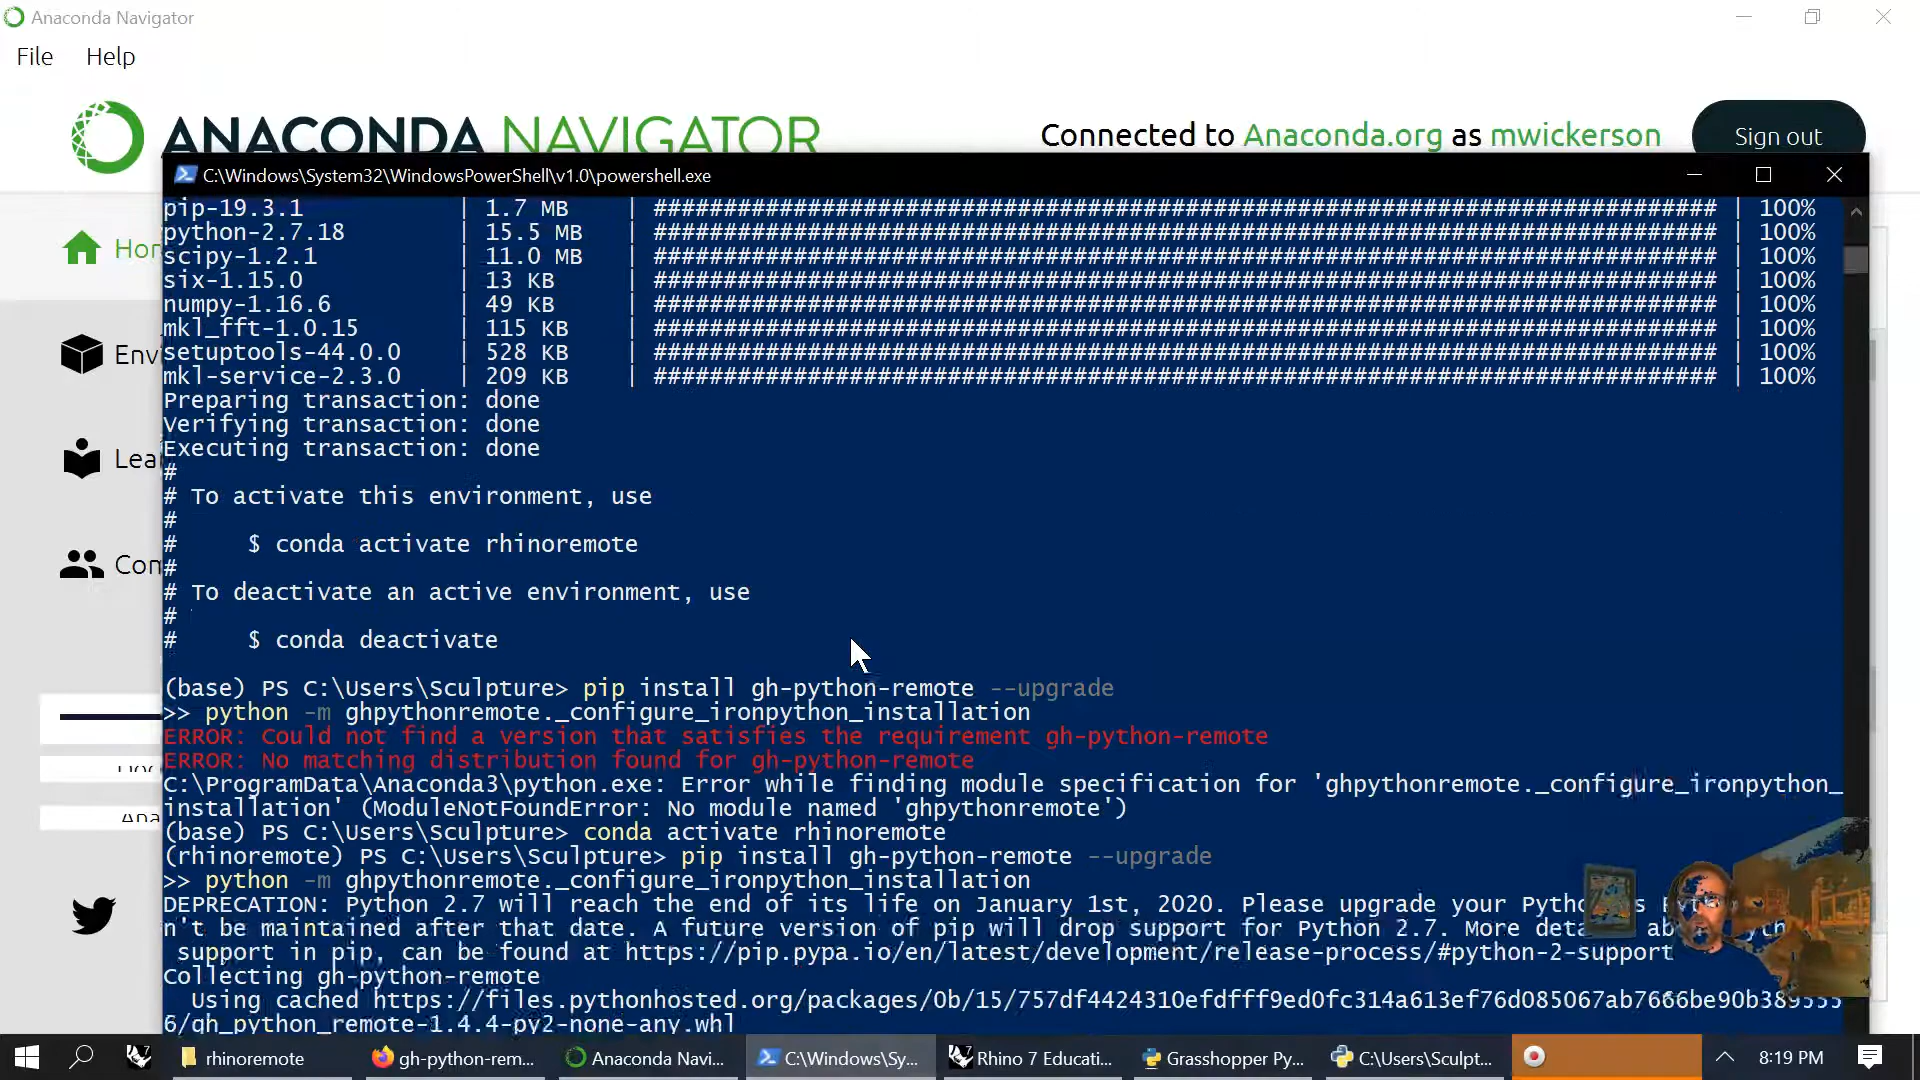 Anaconda Navigator
File Help
ANACONDA NAVIGATOR
Connected to Anaconda.org as mwickerson
Sign out
C:\Windows\System32\WindowsPowerShell\v1.0\powershell.exe
pip-19.3.1 | 1.7 MB | ############################################################################ | 100%
python-2.7.18 | 15.5 MB | ############################################################################ | 100%
scipy-1.2.1 | 11.0 MB | ############################################################################ | 100%
six-1.15.0 | 13 KB | ############################################################################ | 100%
numpy-1.16.6 | 49 KB | ############################################################################ | 100%
mkl_fft-1.0.15 | 115 KB | ############################################################################ | 100%
setuptools-44.0.0 | 528 KB | ############################################################################ | 100%
mkl-service-2.3.0 | 209 KB | ############################################################################ | 100%
Preparing transaction: done
Verifying transaction: done
Executing transaction: done
#
# To activate this environment, use
#
# $ conda activate rhinoremote
#
# To deactivate an active environment, use
#
# $ conda deactivate
(base) PS C:\Users\Sculpture> pip install gh-python-remote --upgrade
>> python -m ghpythonremote._configure_ironpython_installation
ERROR: Could not find a version that satisfies the requirement gh-python-remote
ERROR: No matching distribution found for gh-python-remote
C:\ProgramData\Anaconda3\python.exe: Error while finding module specification for 'ghpythonremote._configure_ironpython_
installation' (ModuleNotFoundError: No module named 'ghpythonremote')
(base) PS C:\Users\Sculpture> conda activate rhinoremote
(rhinoremote) PS C:\Users\Sculpture> pip install gh-python-remote --upgrade
>> python -m ghpythonremote._configure_ironpython_installation
DEPRECATION: Python 2.7 will reach the end of its life on January 1st, 2020. Please upgrade your Pytho
n't be maintained after that date. A future version of pip will drop support for Python 2.7. More deta
support in pip, can be found at https://pip.pypa.io/en/latest/development/release-process/#python-2-support
Collecting gh-python-remote
Using cached https://files.pythonhosted.org/packages/0b/15/757df4424310efdfff9ed0fc314a613ef76d085067ab7666be90b389555
6/gh_python_remote-1.4.4-py2-none-any.whl
Hor
Env
Lea
Con
rhinoremote
gh-python-rem...
Anaconda Navi...
C:\Windows\Sy...
Rhino 7 Educati...
Grasshopper Py...
C:\Users\Sculpt...
8:19 PM